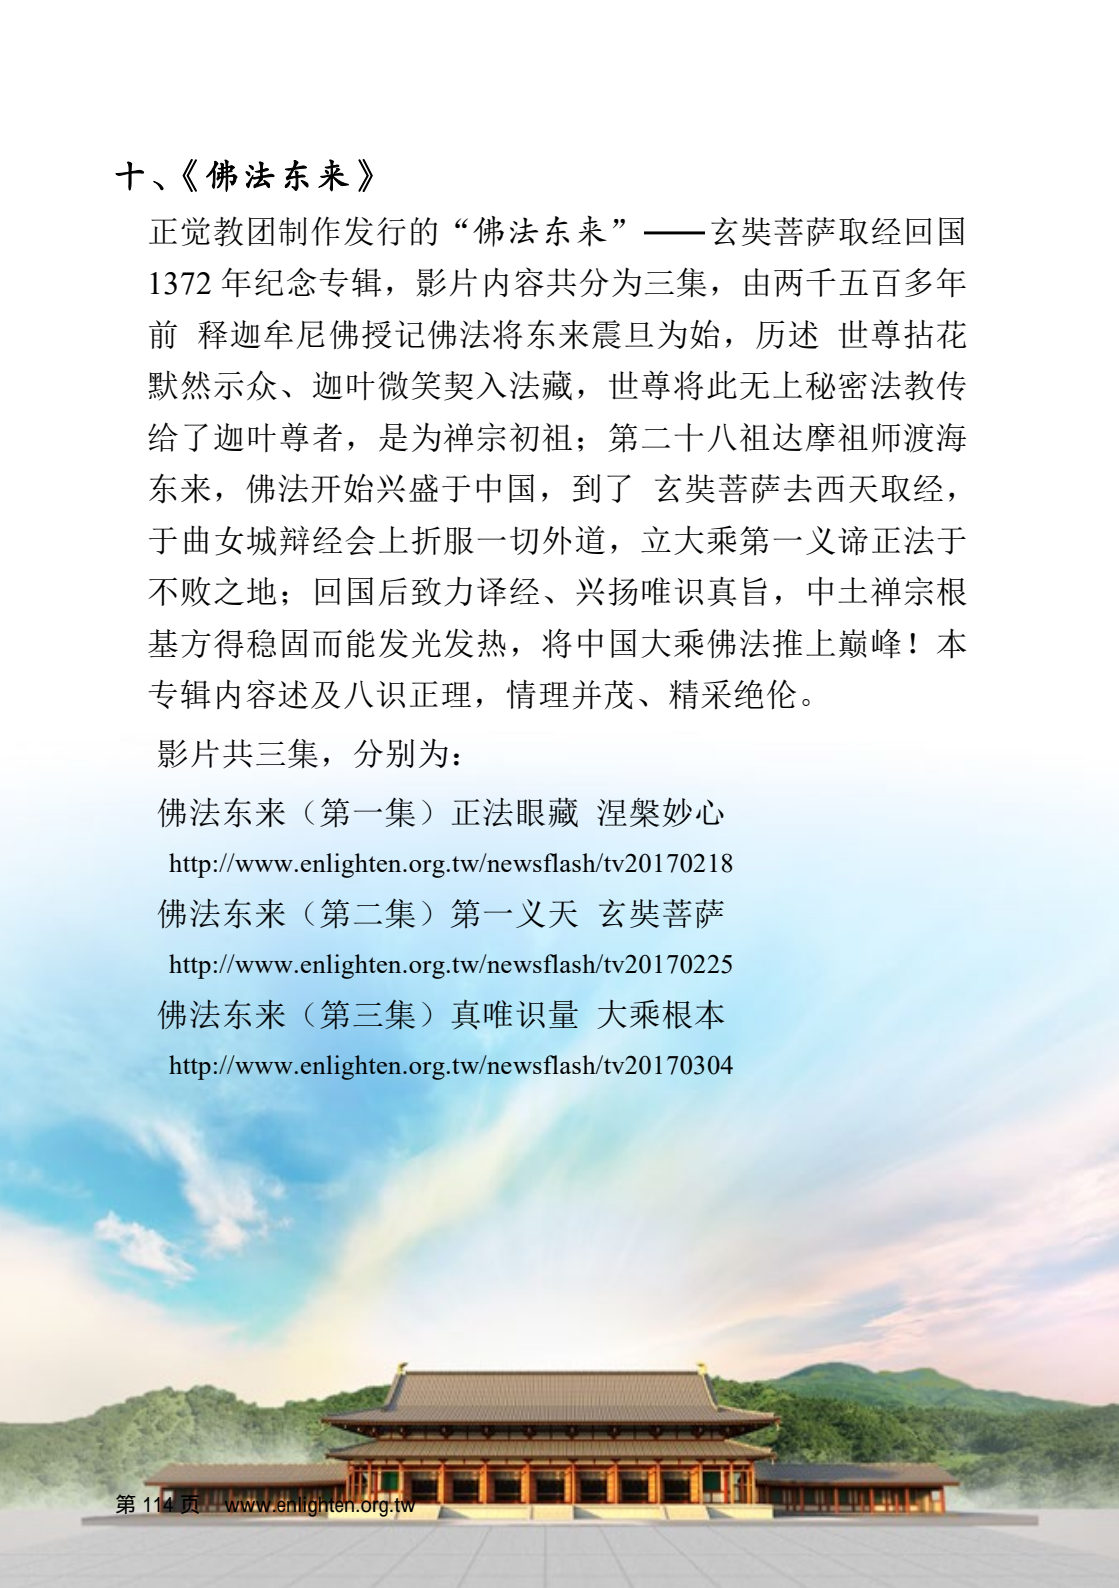 十、《佛法东来》
正觉教团制作发行的“佛法东来”——玄奘菩萨取经回国
1372 年纪念专辑，影片内容共分为三集，由两千五百多年
前 释迦牟尼佛授记佛法将东来震旦为始，历述 世尊拈花
默然示众、迦叶微笑契入法藏，世尊将此无上秘密法教传
给了迦叶尊者，是为禅宗初祖；第二十八祖达摩祖师渡海
东来，佛法开始兴盛于中国，到了 玄奘菩萨去西天取经，
于曲女城辩经会上折服一切外道，立大乘第一义谛正法于
不败之地；回国后致力译经、兴扬唯识真旨，中土禅宗根
基方得稳固而能发光发热，将中国大乘佛法推上巅峰！本
专辑内容述及八识正理，情理并茂、精采绝伦。
影片共三集，分别为：
佛法东来（第一集）正法眼藏 涅槃妙心
http://www.enlighten.org.tw/newsflash/tv20170218
佛法东来（第二集）第一义天 玄奘菩萨
http://www.enlighten.org.tw/newsflash/tv20170225
佛法东来（第三集）真唯识量 大乘根本
http://www.enlighten.org.tw/newsflash/tv20170304
第 114 页 www.enlighten.org.tw